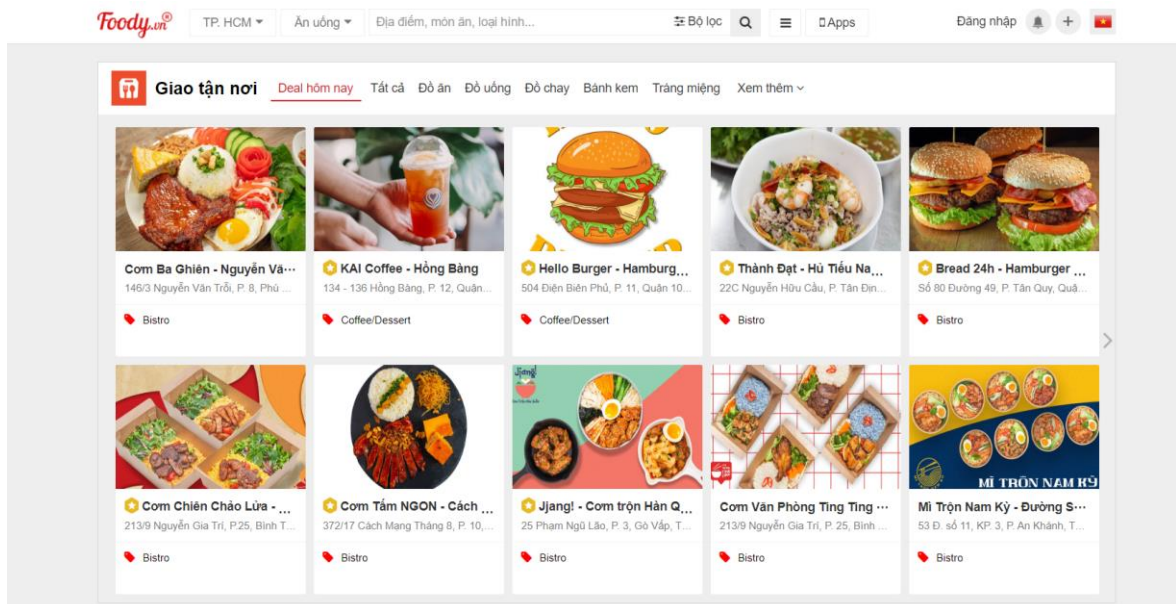 Foody.vn®
TP. HCM
Ăn uống
Địa điểm, món ăn, loại hình...
Bộ lọc
Apps
Đăng nhập
Giao tận nơi
Deal hôm nay
Tất cả
Đồ ăn
Đồ uống
Đồ chay
Bánh kem
Tráng miệng
Xem thêm
Cơm Ba Ghiền - Nguyễn Vă...
146/3 Nguyễn Văn Trỗi, P. 8, Phú ...
Bistro
KAI Coffee - Hồng Bàng
134 - 136 Hồng Bàng, P. 12, Quận...
Coffee/Dessert
Hello Burger - Hamburg...
504 Điện Biên Phủ, P. 11, Quận 10...
Coffee/Dessert
Thành Đạt - Hủ Tiếu Na...
22C Nguyễn Hữu Cầu, P. Tân Địn...
Bistro
Bread 24h - Hamburger ...
Số 80 Đường 49, P. Tân Quy, Quậ...
Bistro
Cơm Chiên Chảo Lửa - ...
213/9 Nguyễn Gia Trí, P.25, Bình T...
Bistro
Cơm Tấm NGON - Cách ...
372/17 Cách Mạng Tháng 8, P. 10,...
Bistro
Jjang!
Jjang! - Cơm trộn Hàn Q...
25 Phạm Ngũ Lão, P. 3, Gò Vấp, T...
Bistro
Cơm Văn Phòng Ting Ting ...
213/9 Nguyễn Gia Trí, P. 25, Bình ...
Bistro
MÌ TRỘN NAM KỲ
Mì Trộn Nam Kỳ - Đường S...
53 Đ. số 11, KP. 3, P. An Khánh, T...
Bistro